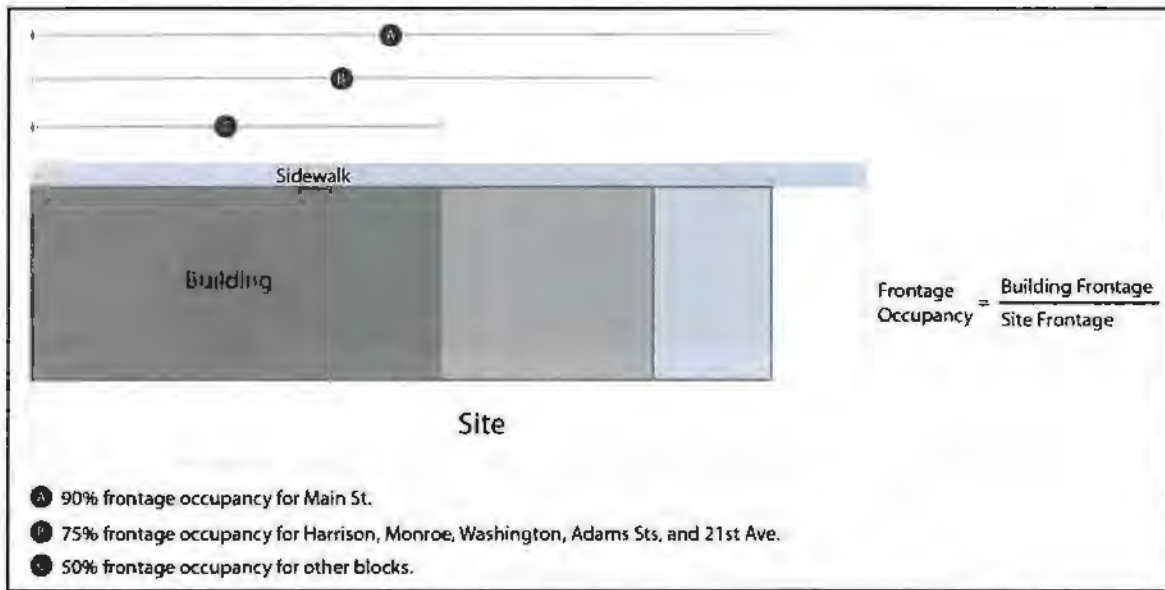 A
B
Sidewalk
Building
Frontage Occupancy = Building Frontage / Site Frontage
Site
A 90% frontage occupancy for Main St.
B 75% frontage occupancy for Harrison, Monroe, Washington, Adams Sts, and 21st Ave.
50% frontage occupancy for other blocks.